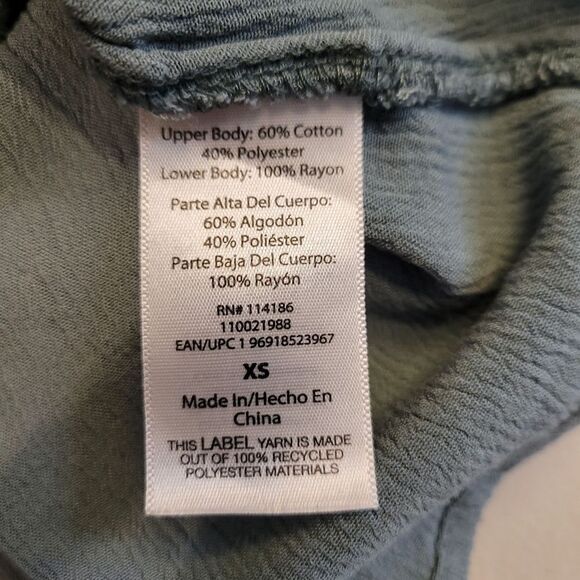 Upper Body: 60% Cotton
40% Polyester
Lower Body: 100% Rayon
Parte Alta Del Cuerpo:
60% Algodón
40% Poliéster
Parte Baja Del Cuerpo:
100% Rayón
RN# 114186
110021988
EAN/UPC 1 96918523967
XS
Made In/Hecho En
China
THIS LABEL YARN IS MADE
OUT OF 100% RECYCLED
POLYESTER MATERIALS